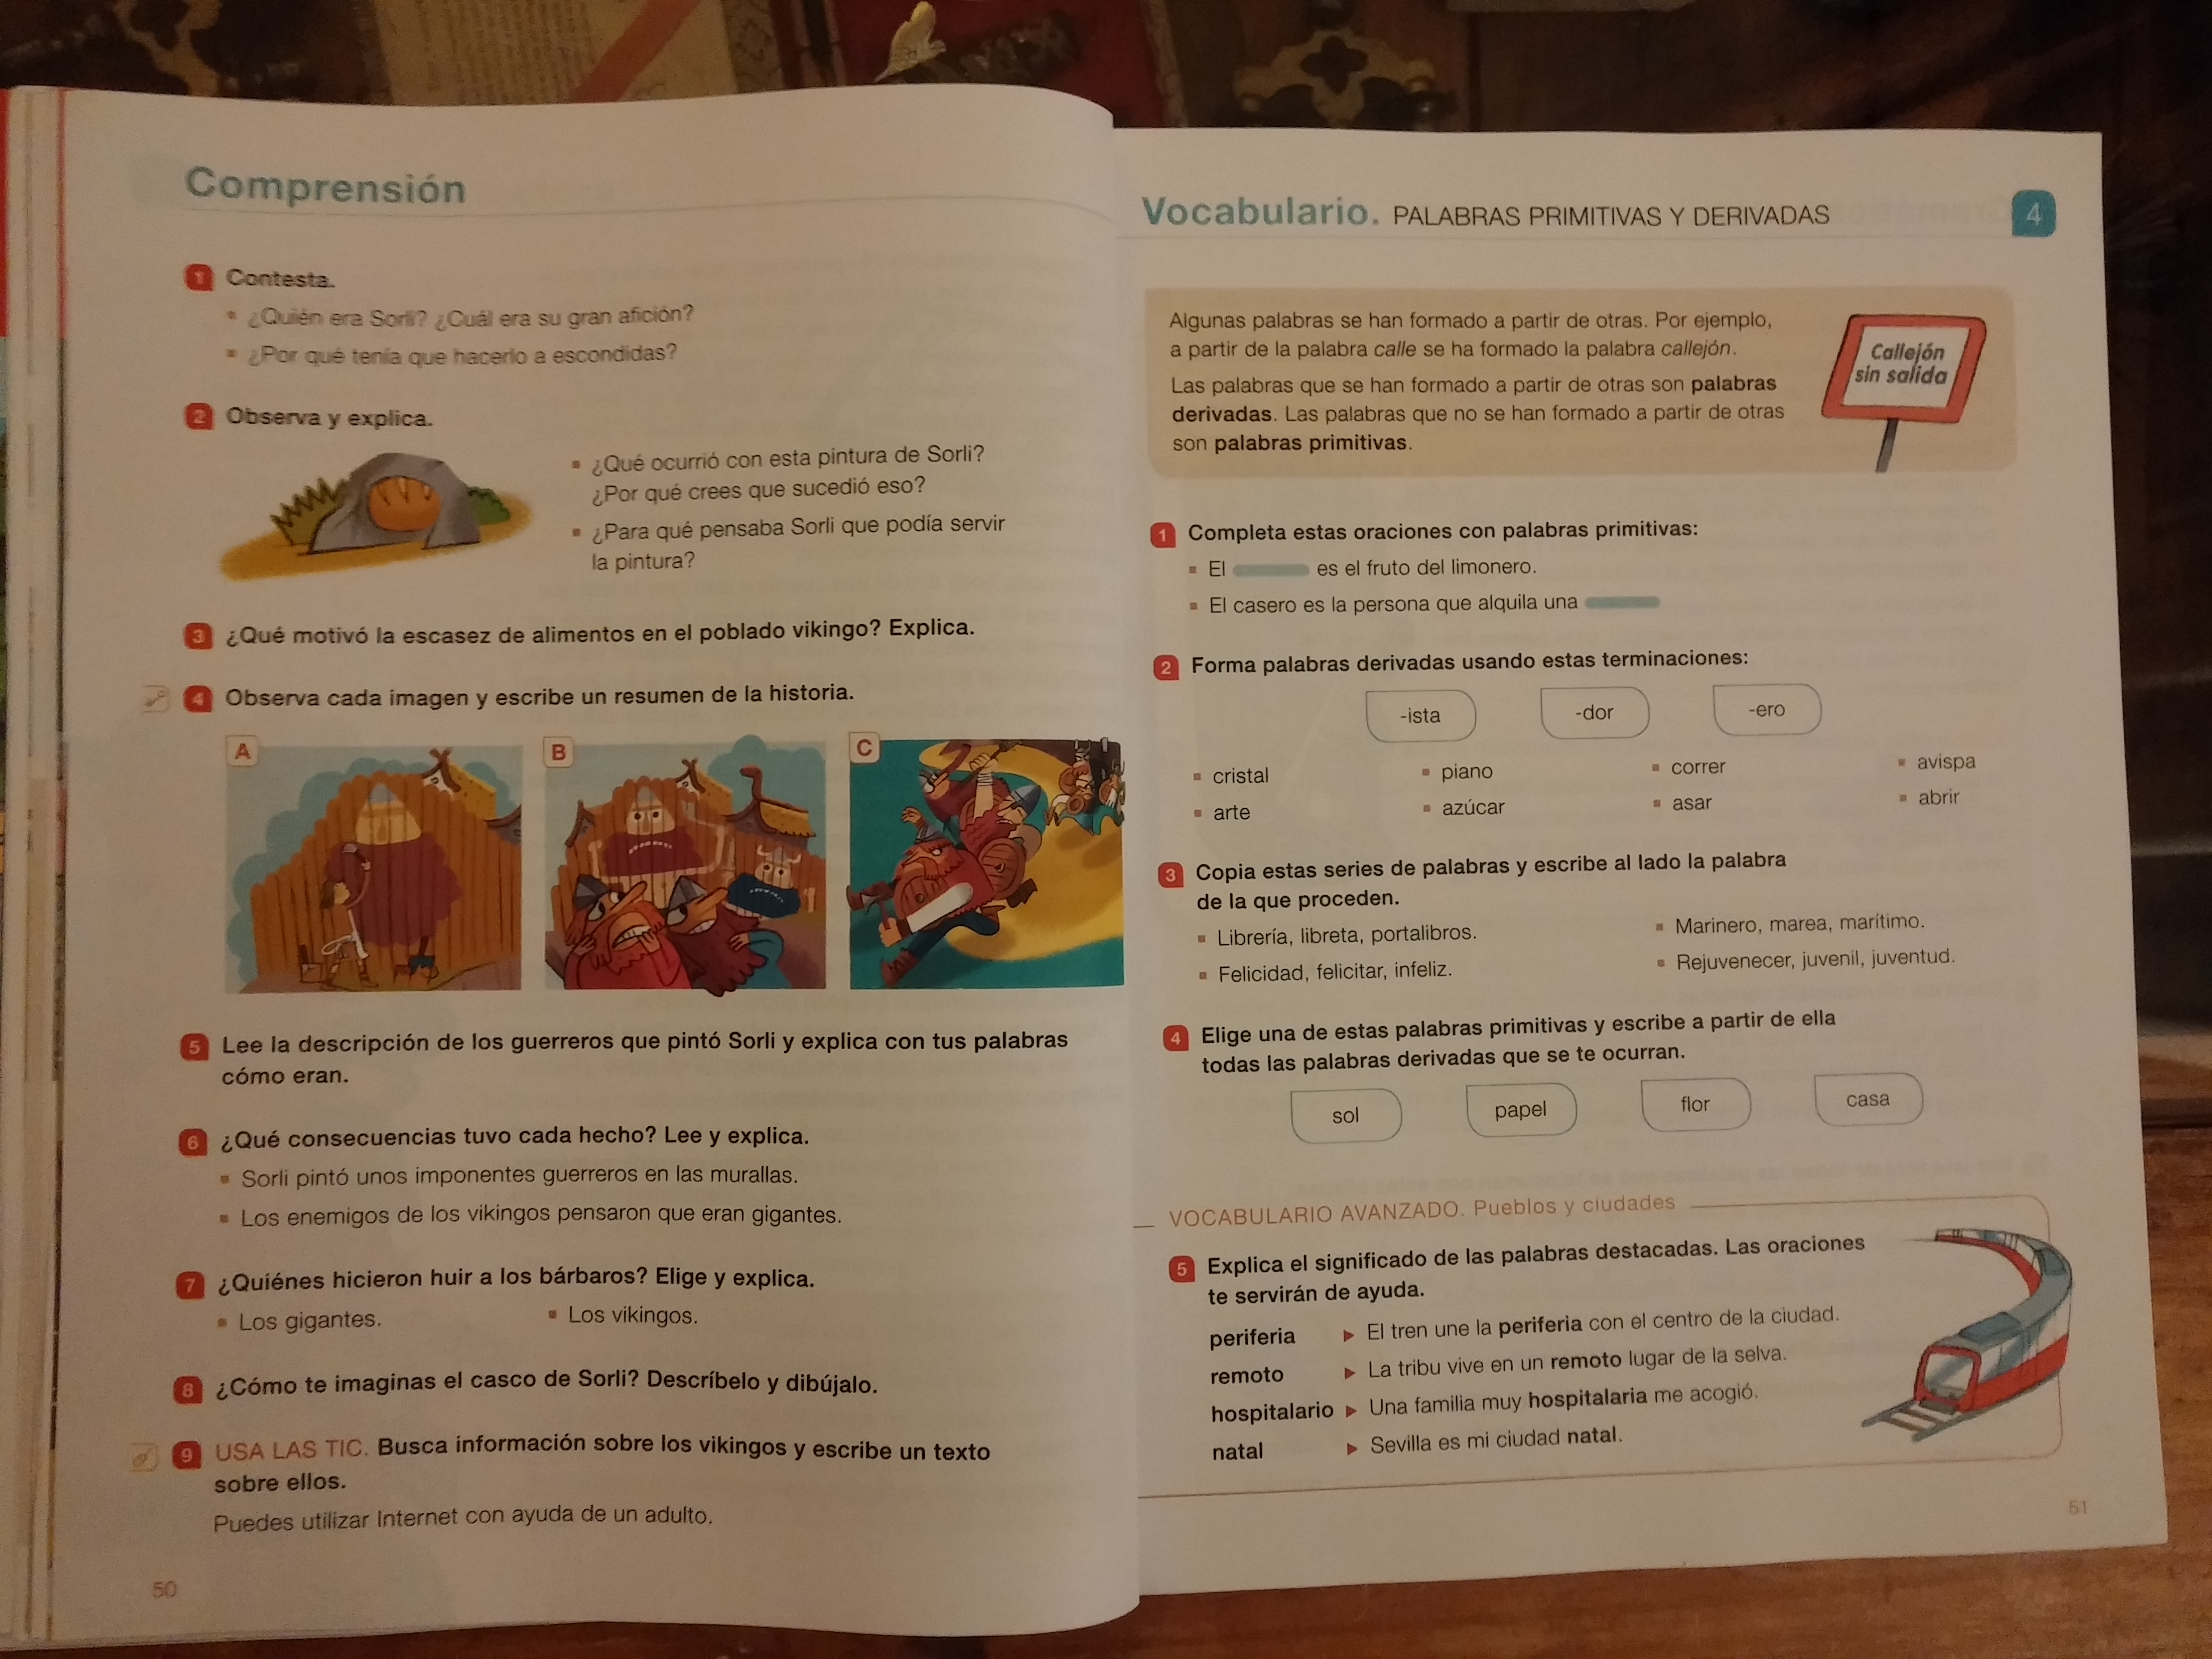 Comprensión
1 Contesta.
▪ ¿Quién era Sorli? ¿Cuál era su gran afición?
▪ ¿Por qué tenía que hacerlo a escondidas?
2 Observa y explica.
▪ ¿Qué ocurrió con esta pintura de Sorli?
¿Por qué crees que sucedió eso?
▪ ¿Para qué pensaba Sorli que podía servir
la pintura?
3 ¿Qué motivó la escasez de alimentos en el poblado vikingo? Explica.
4 Observa cada imagen y escribe un resumen de la historia.
A B C
5 Lee la descripción de los guerreros que pintó Sorli y explica con tus palabras
cómo eran.
6 ¿Qué consecuencias tuvo cada hecho? Lee y explica.
▪ Sorli pintó unos imponentes guerreros en las murallas.
▪ Los enemigos de los vikingos pensaron que eran gigantes.
7 ¿Quiénes hicieron huir a los bárbaros? Elige y explica.
▪ Los gigantes. ▪ Los vikingos.
8 ¿Cómo te imaginas el casco de Sorli? Descríbelo y dibújalo.
9 USA LAS TIC. Busca información sobre los vikingos y escribe un texto
sobre ellos.
Puedes utilizar Internet con ayuda de un adulto.
50
Vocabulario. PALABRAS PRIMITIVAS Y DERIVADAS 4
Algunas palabras se han formado a partir de otras. Por ejemplo,
a partir de la palabra calle se ha formado la palabra callejón.
Las palabras que se han formado a partir de otras son palabras
derivadas. Las palabras que no se han formado a partir de otras
son palabras primitivas.
Callejón
sin salida
1 Completa estas oraciones con palabras primitivas:
▪ El es el fruto del limonero.
▪ El casero es la persona que alquila una
2 Forma palabras derivadas usando estas terminaciones:
-ista -dor -ero
▪ cristal ▪ piano ▪ correr ▪ avispa
▪ arte ▪ azúcar ▪ asar ▪ abrir
3 Copia estas series de palabras y escribe al lado la palabra
de la que proceden.
▪ Librería, libreta, portalibros. ▪ Marinero, marea, marítimo.
▪ Felicidad, felicitar, infeliz. ▪ Rejuvenecer, juvenil, juventud.
4 Elige una de estas palabras primitivas y escribe a partir de ella
todas las palabras derivadas que se te ocurran.
sol papel flor casa
VOCABULARIO AVANZADO. Pueblos y ciudades
5 Explica el significado de las palabras destacadas. Las oraciones
te servirán de ayuda.
periferia ▶ El tren une la periferia con el centro de la ciudad.
remoto ▶ La tribu vive en un remoto lugar de la selva.
hospitalario ▶ Una familia muy hospitalaria me acogió.
natal ▶ Sevilla es mi ciudad natal.
51